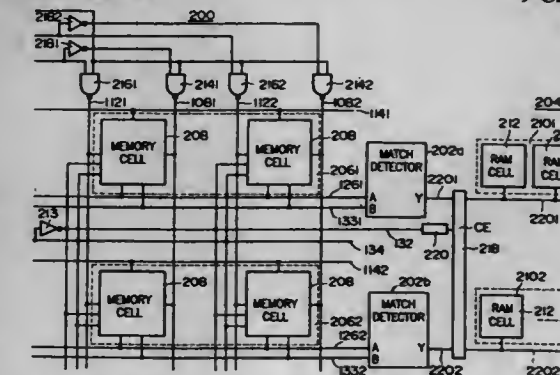 2182
200
2181
2161
2141
2162
2142
1121
1081
1122
1082
1141
204
MEMORY CELL
208
MEMORY CELL
208
202a
212
2101
MATCH DETECTOR
RAM CELL
RAM
2061
1261
A
Y
2201
1331
B
2201
213
132
CE
134
220
218
1142
MEMORY CELL
208
MEMORY CELL
208
202b
2102
MATCH DETECTOR
RAM CELL
212
2062
1262
A
Y
1332
B
2202